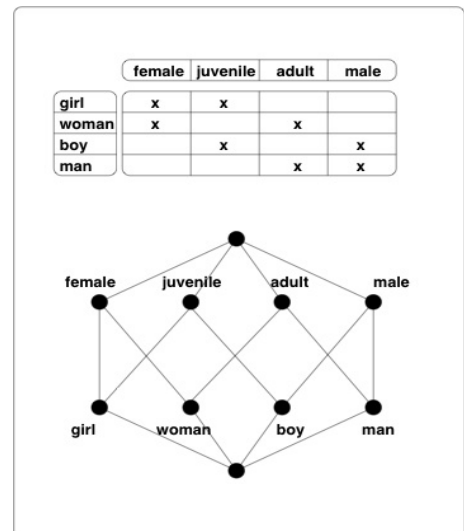 female juvenile adult male
girl x x
woman x x
boy x x
man x x
female juvenile adult male
girl woman boy man